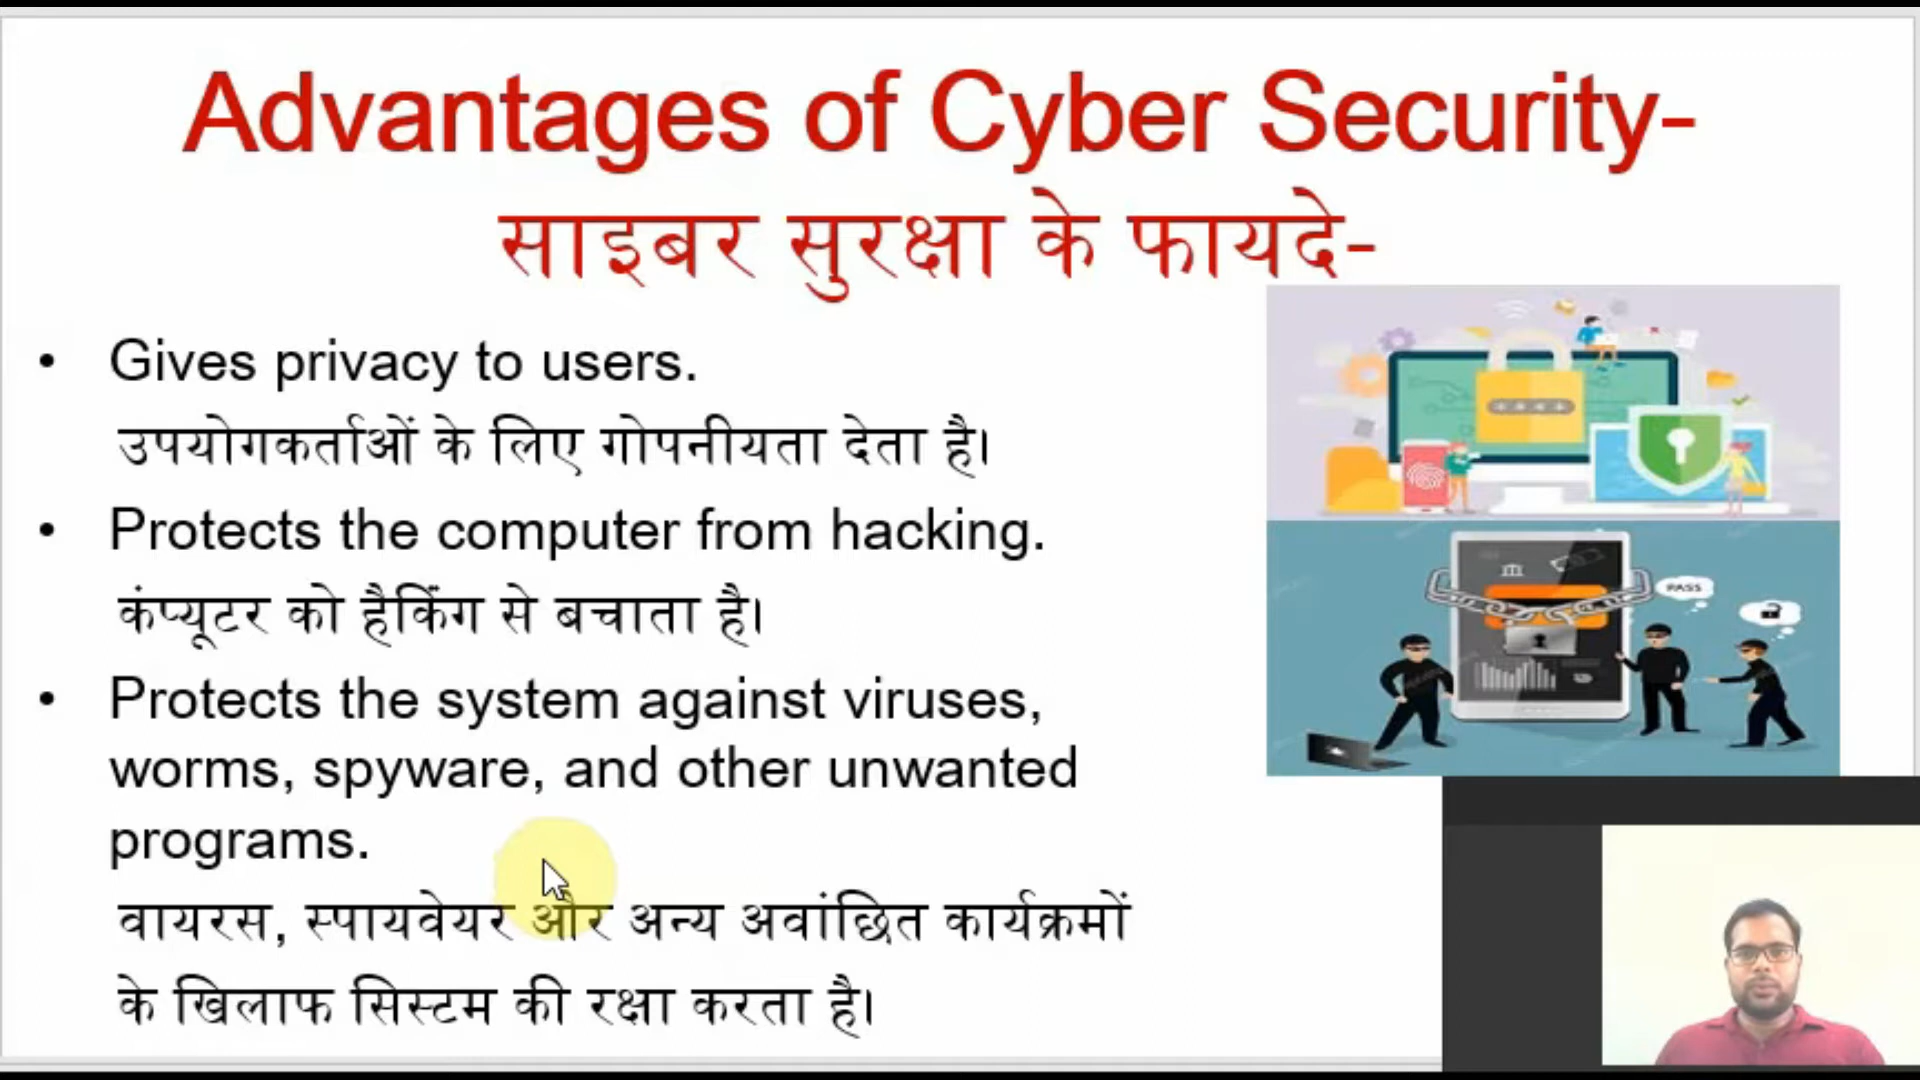 Advantages of Cyber Security-
साइबर सुरक्षा के फायदे-
• Gives privacy to users.
उपयोगकर्ताओं के लिए गोपनीयता देता है।
• Protects the computer from hacking.
कंप्यूटर को हैकिंग से बचाता है।
• Protects the system against viruses,
worms, spyware, and other unwanted
programs.
वायरस, स्पायवेयर और अन्य अवांछित कार्यक्रमों
के खिलाफ सिस्टम की रक्षा करता है।
PASS